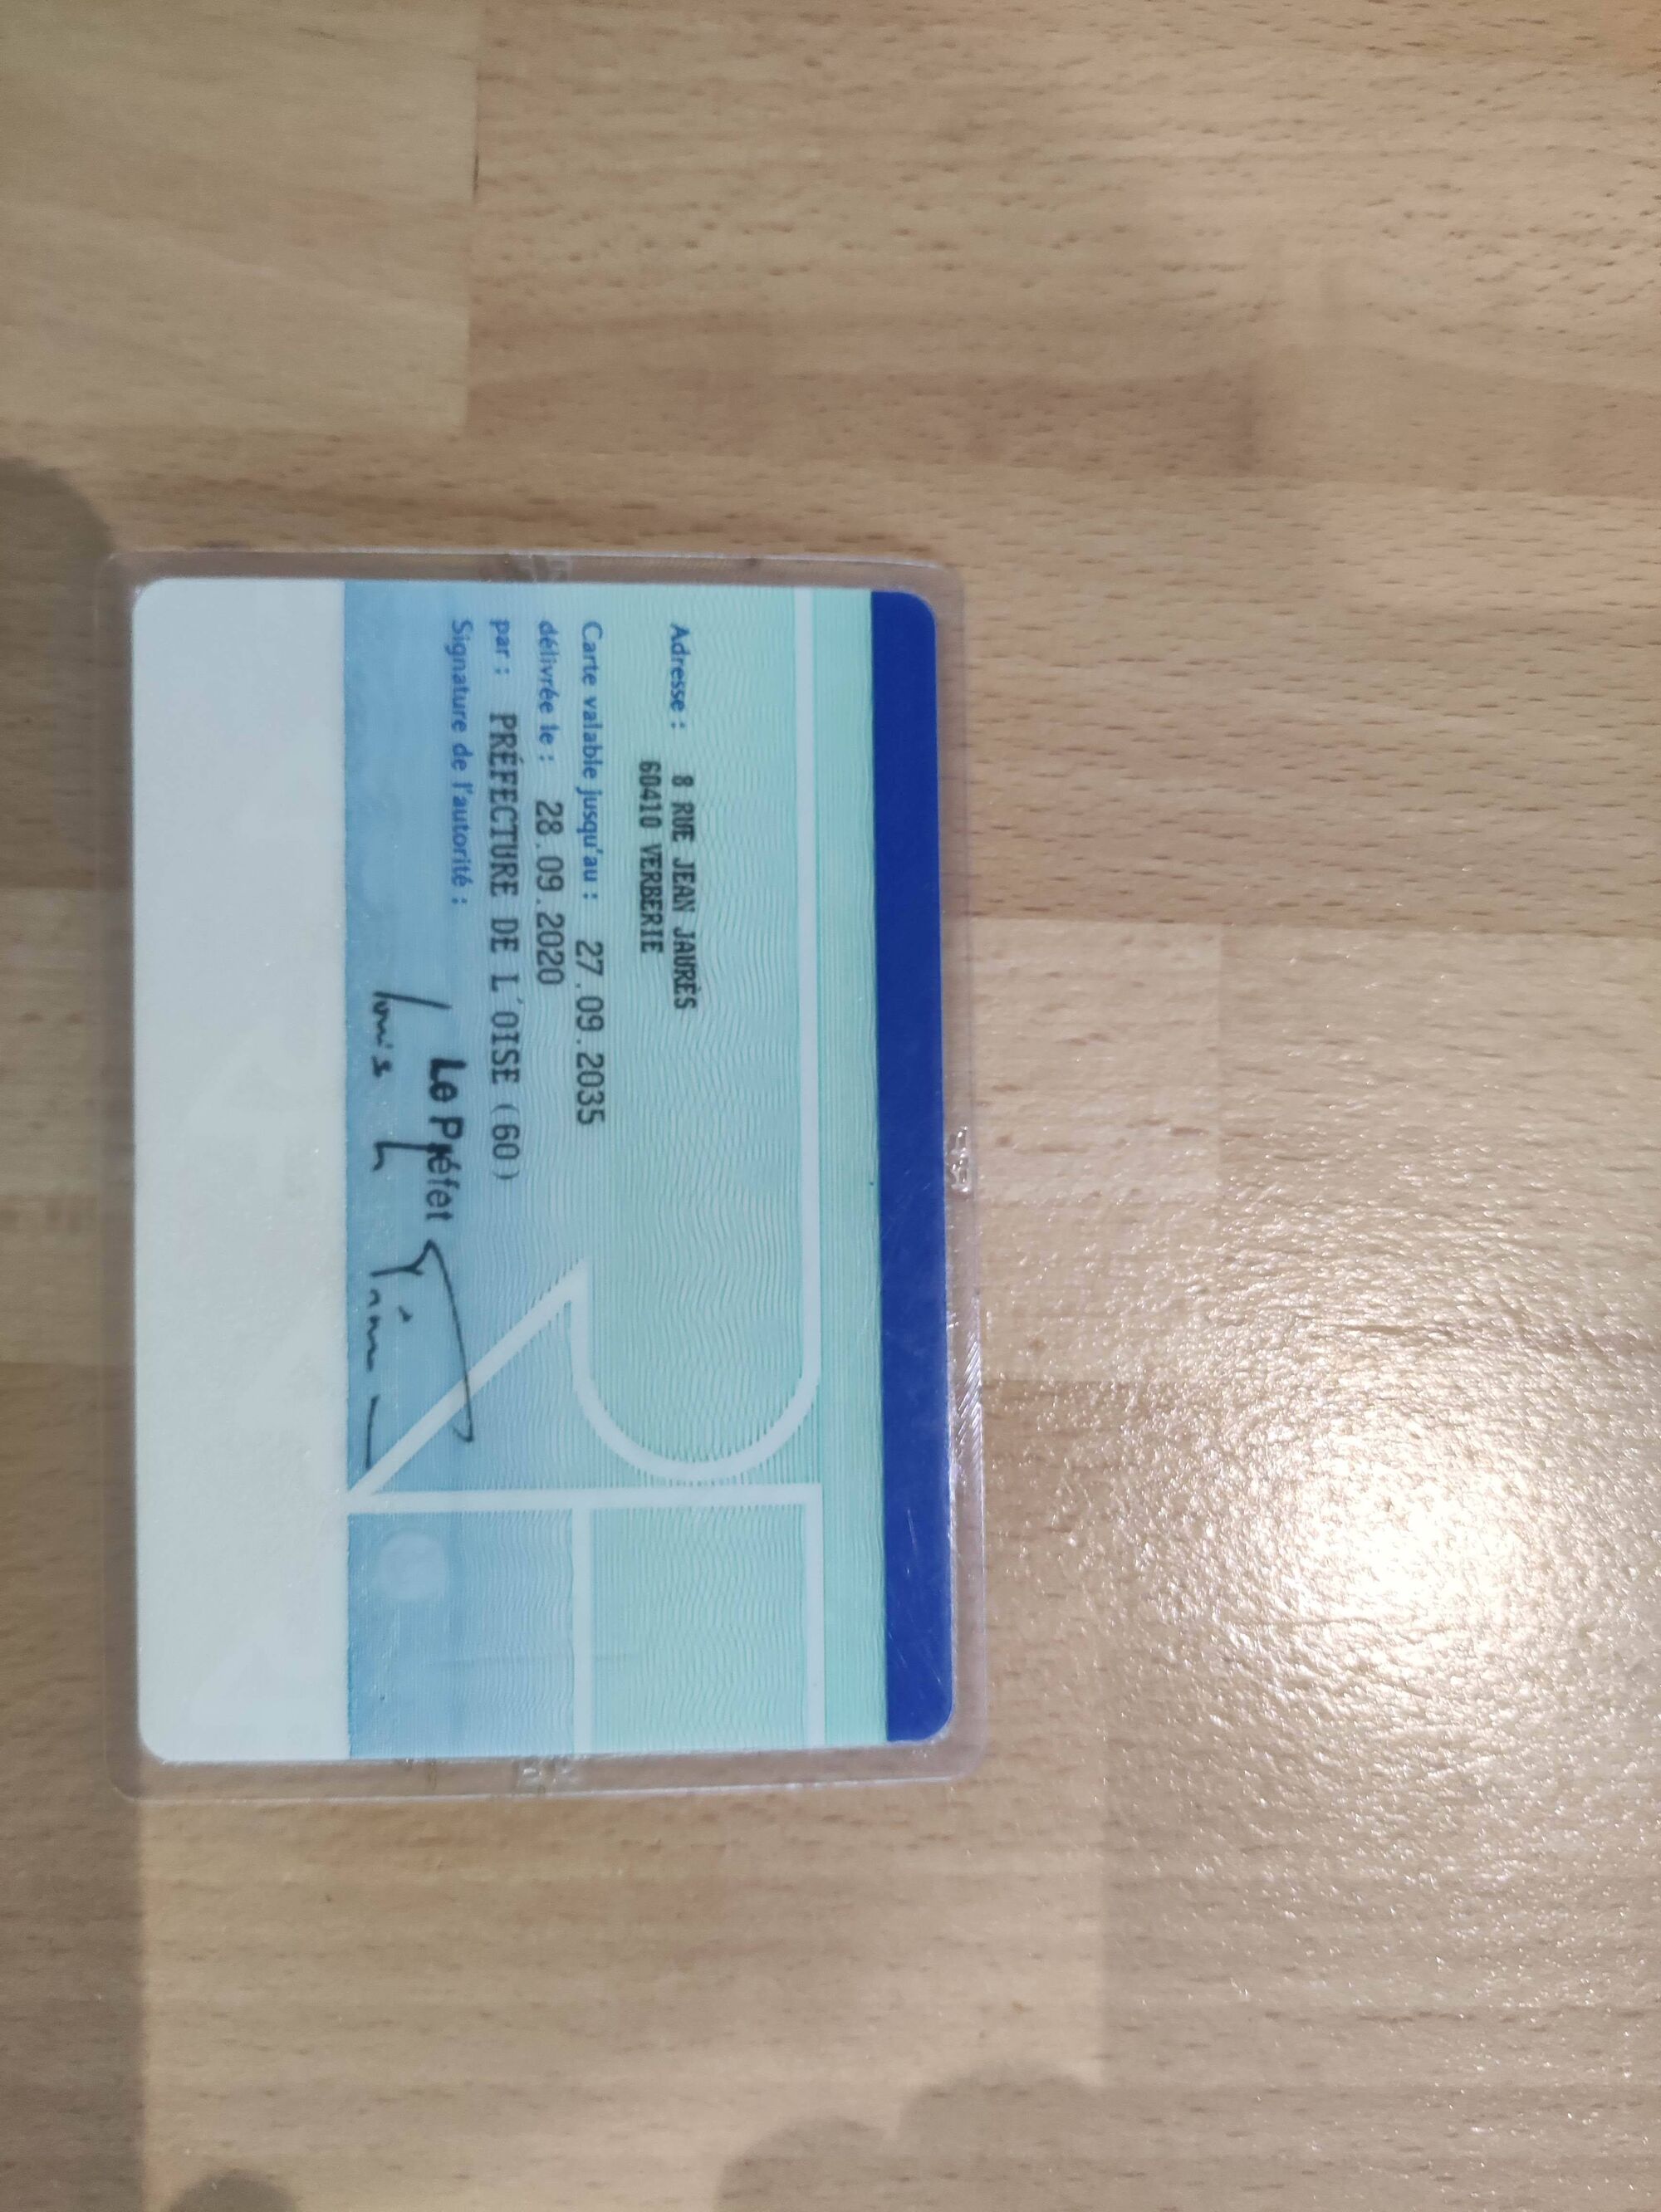 Adresse : 8 RUE JEAN JAURÈS
60410 VERBERIE
Carte valable jusqu'au : 27.09.2035
délivrée le : 28.09.2020
par : PRÉFECTURE DE L'OISE (60)
Signature de l'autorité :
Le Préfet